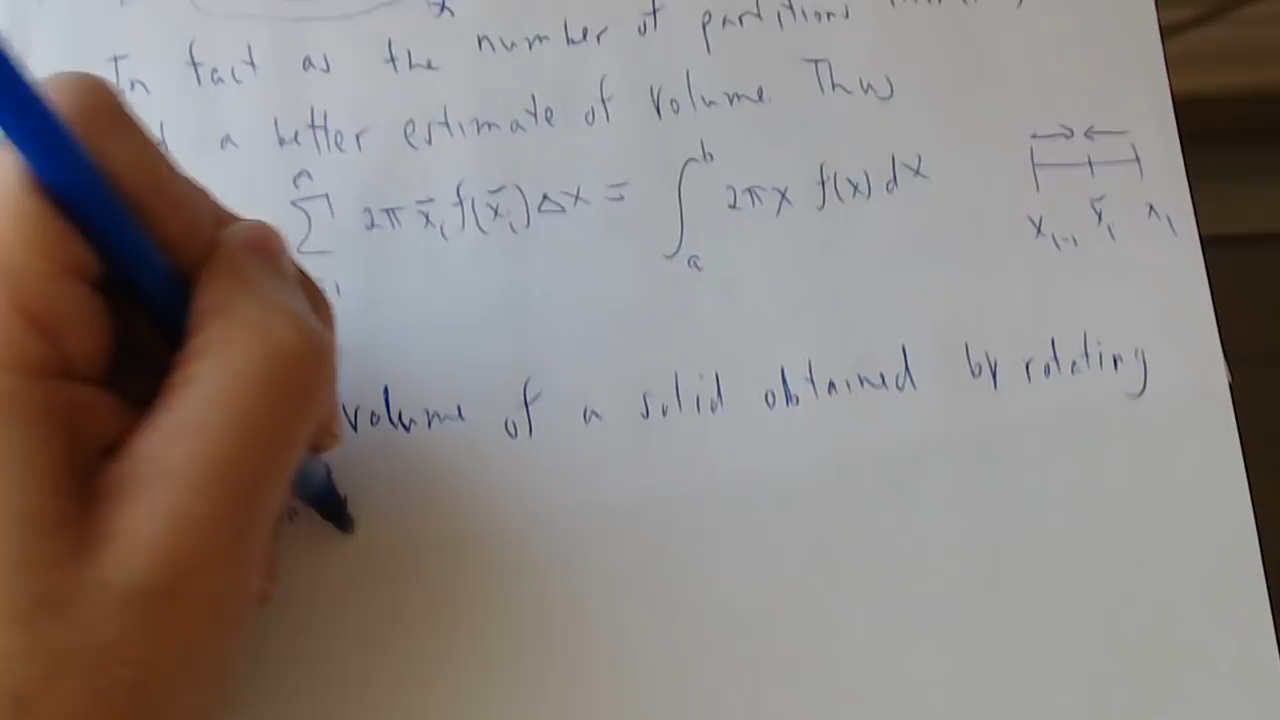 x
In fact as the number of partitions
a better estimate of volume. Thus
n
∑ 2π x̄ᵢ f(x̄ᵢ) Δx = ∫ₐᵇ 2πx f(x) dx
xᵢ₋₁ x̄ᵢ xᵢ
volume of a solid obtained by rotating